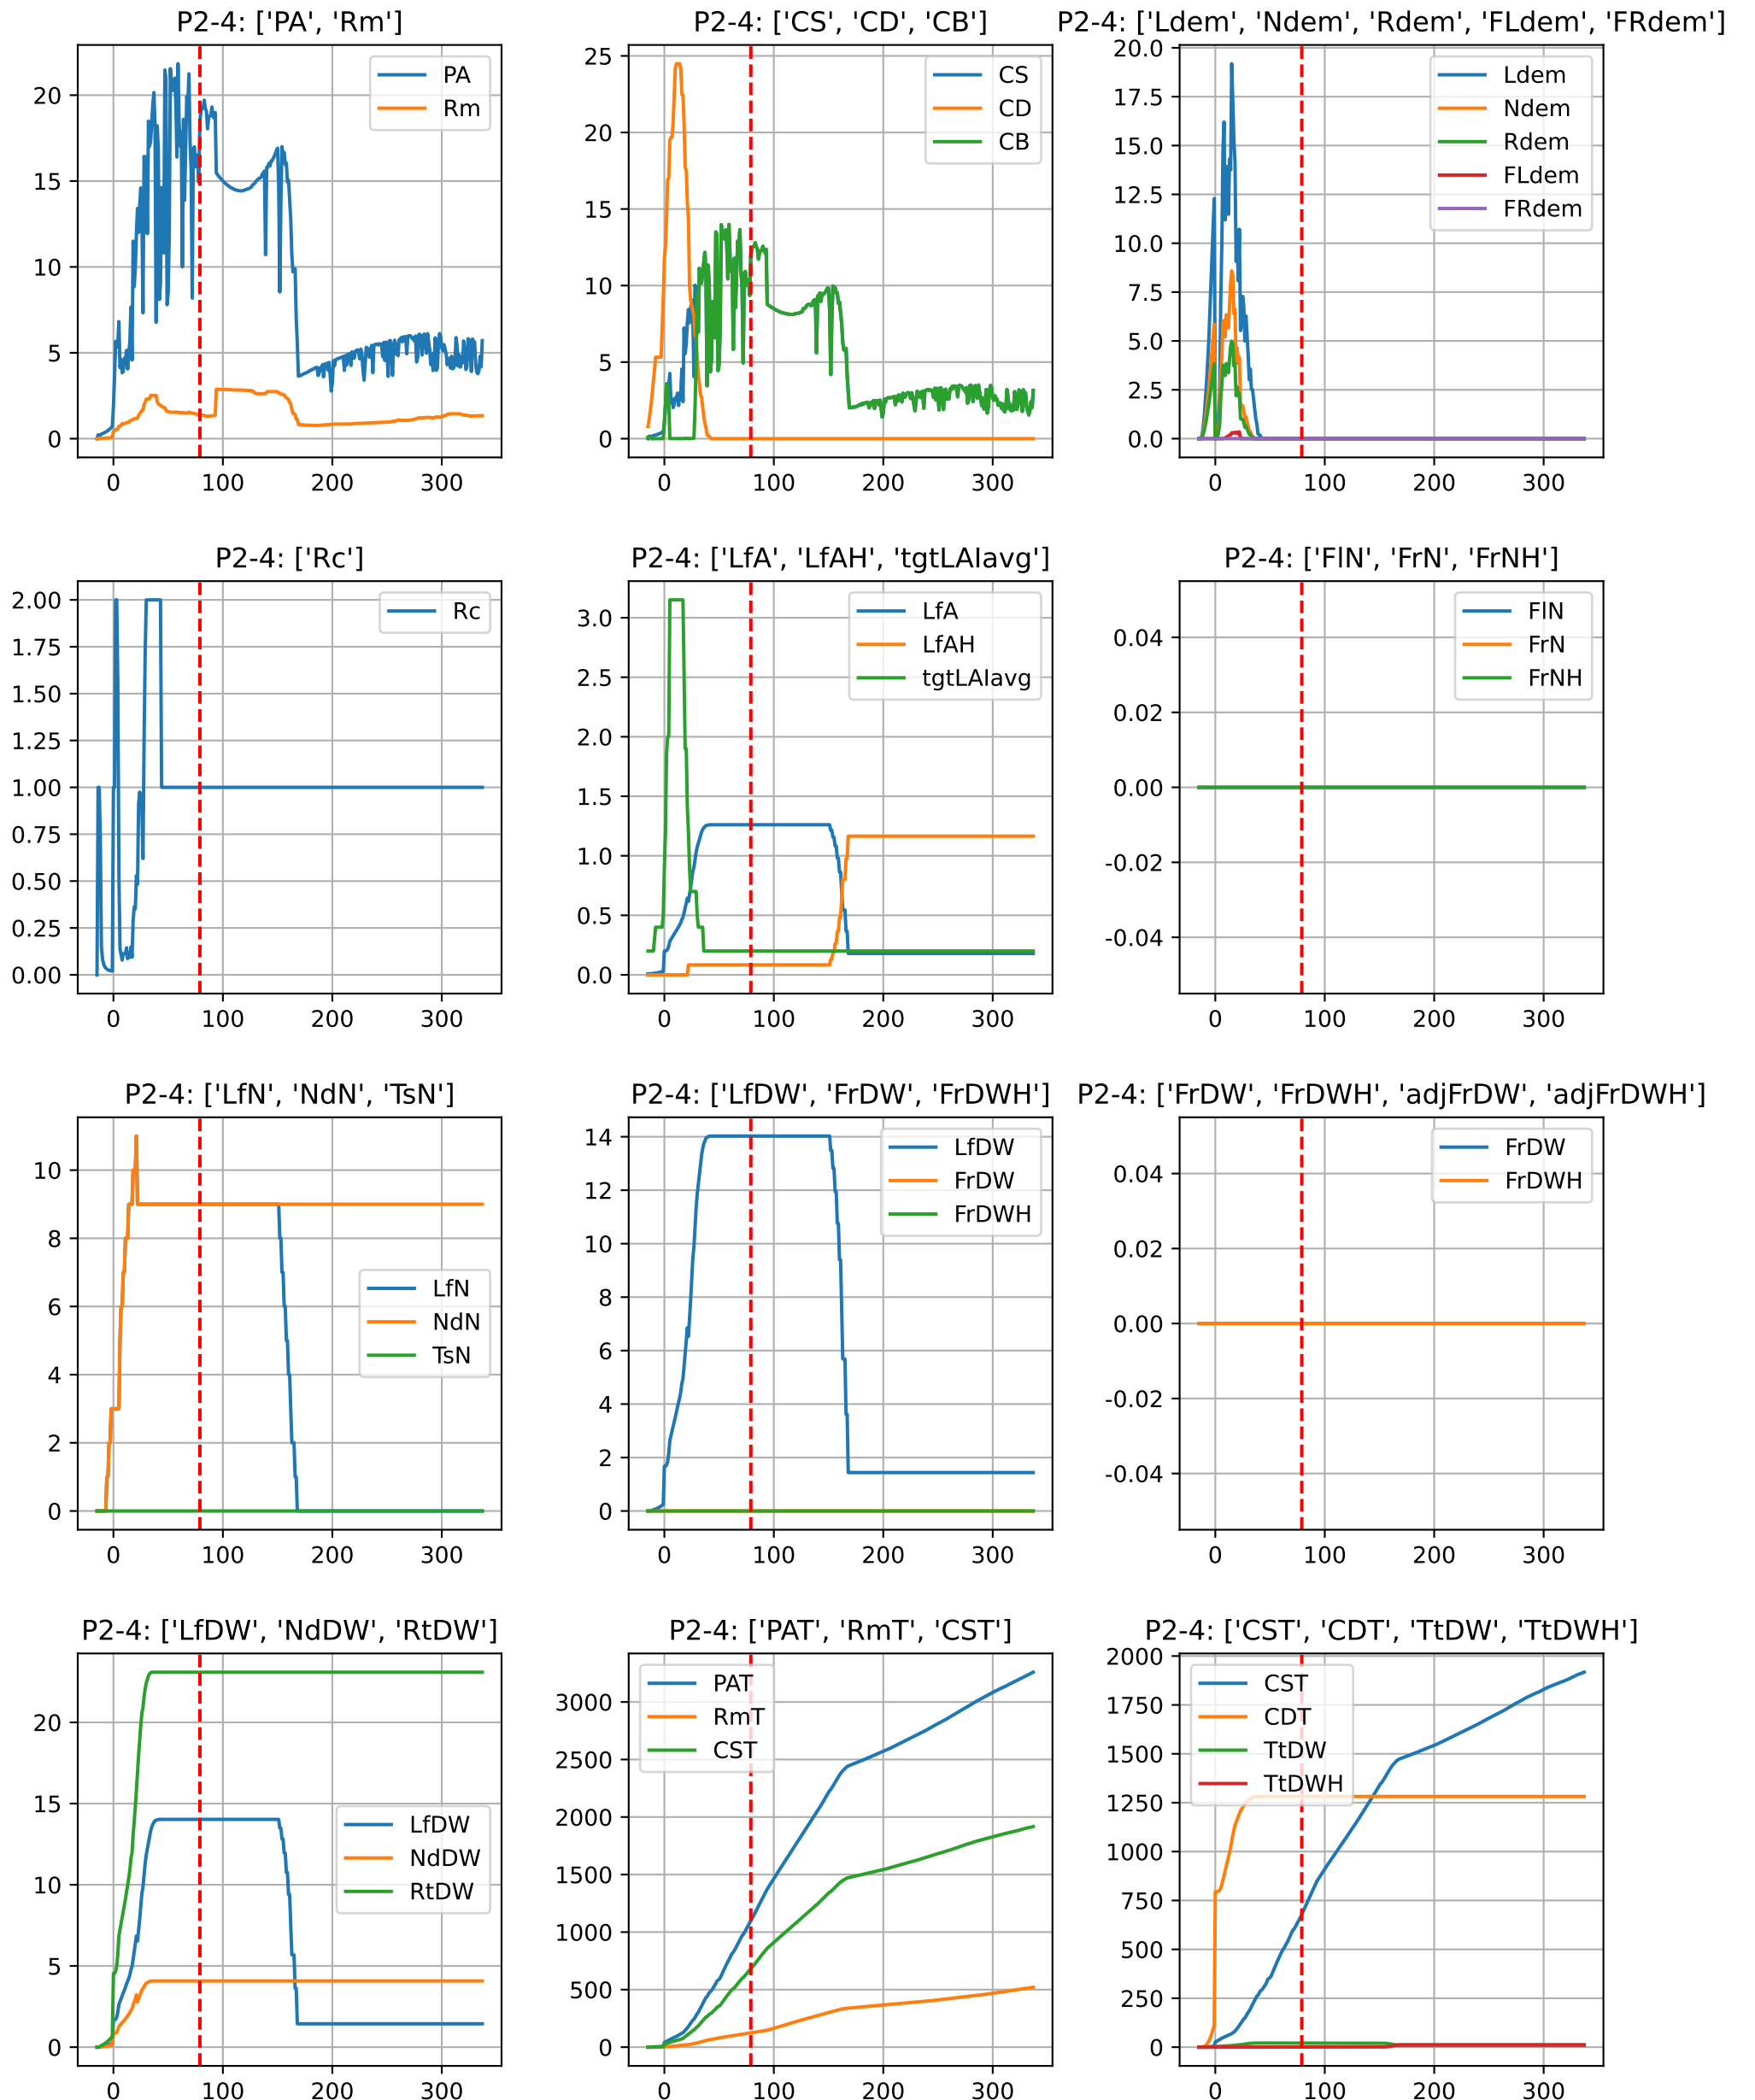 P2-4: ['PA', 'Rm']
20
15
10
5
0
PA
Rm
0 100 200 300
P2-4: ['CS', 'CD', 'CB']
25
20
15
10
5
0
CS
CD
CB
0 100 200 300
P2-4: ['Ldem', 'Ndem', 'Rdem', 'FLdem', 'FRdem']
20.0
17.5
15.0
12.5
10.0
7.5
5.0
2.5
0.0
Ldem
Ndem
Rdem
FLdem
FRdem
0 100 200 300
P2-4: ['Rc']
2.00
1.75
1.50
1.25
1.00
0.75
0.50
0.25
0.00
Rc
0 100 200 300
P2-4: ['LfA', 'LfAH', 'tgtLAIavg']
3.0
2.5
2.0
1.5
1.0
0.5
0.0
LfA
LfAH
tgtLAIavg
0 100 200 300
P2-4: ['FlN', 'FrN', 'FrNH']
0.04
0.02
0.00
-0.02
-0.04
FlN
FrN
FrNH
0 100 200 300
P2-4: ['LfN', 'NdN', 'TsN']
10
8
6
4
2
0
LfN
NdN
TsN
0 100 200 300
P2-4: ['LfDW', 'FrDW', 'FrDWH']
14
12
10
8
6
4
2
0
LfDW
FrDW
FrDWH
0 100 200 300
P2-4: ['FrDW', 'FrDWH', 'adjFrDW', 'adjFrDWH']
0.04
0.02
0.00
-0.02
-0.04
FrDW
FrDWH
0 100 200 300
P2-4: ['LfDW', 'NdDW', 'RtDW']
20
15
10
5
0
LfDW
NdDW
RtDW
0 100 200 300
P2-4: ['PAT', 'RmT', 'CST']
3000
2500
2000
1500
1000
500
0
PAT
RmT
CST
0 100 200 300
P2-4: ['CST', 'CDT', 'TtDW', 'TtDWH']
2000
1750
1500
1250
1000
750
500
250
0
CST
CDT
TtDW
TtDWH
0 100 200 300